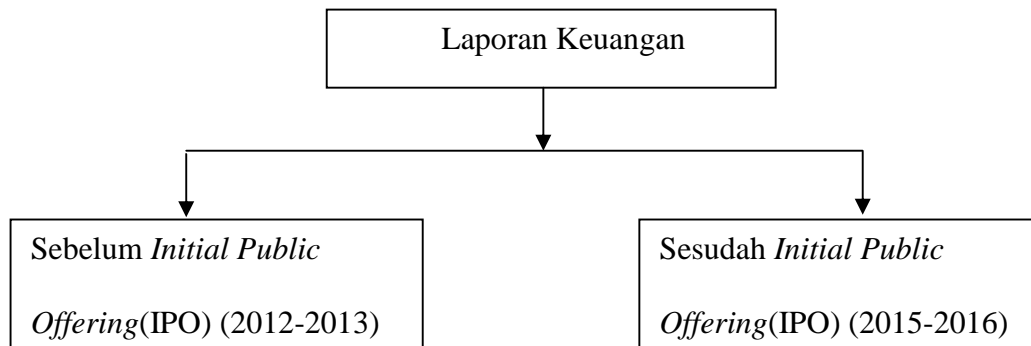 Laporan Keuangan
Sebelum Initial Public
Offering(IPO) (2012-2013)
Sesudah Initial Public
Offering(IPO) (2015-2016)